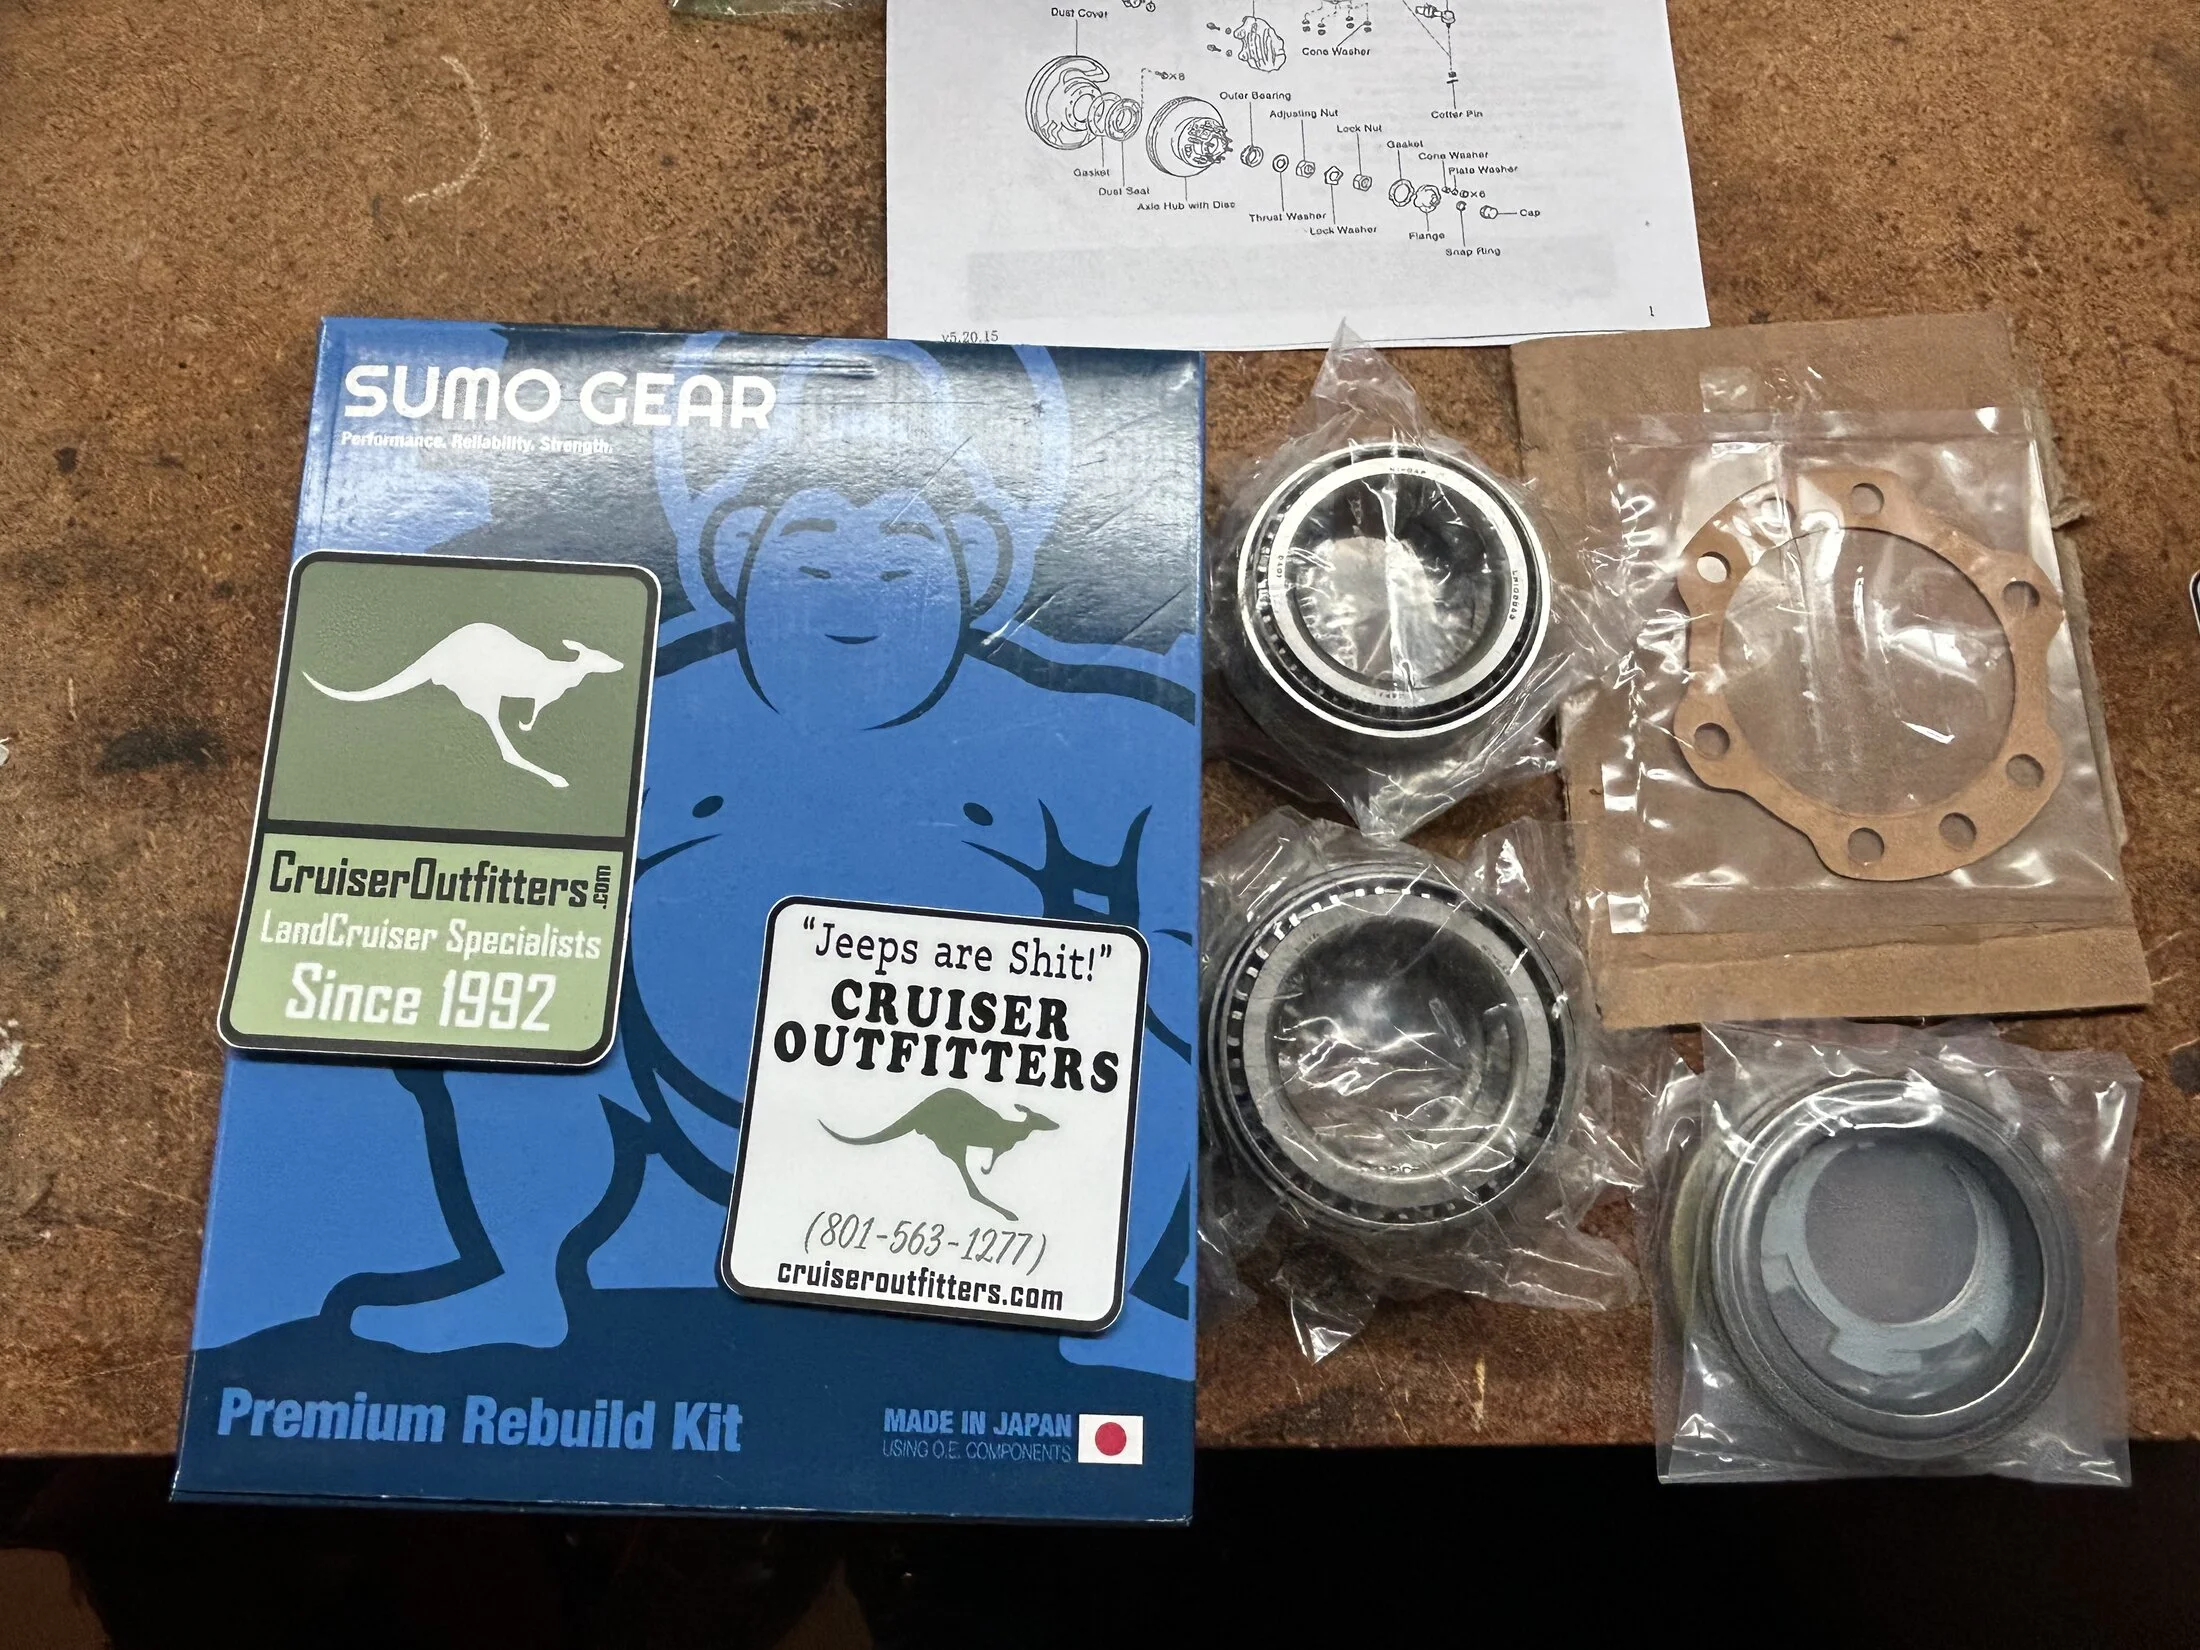 Dust Cover
Cone Washer
X8
Outer Bearing
Adjusting Nut
Lock Nut
Cotter Pin
Gasket
Cone Washer
Plate Washer
X6
Gasket
Dust Seal
Axle Hub with Disc
Thrust Washer
Lock Washer
Flange
Cap
Snap Ring
v5.20.15
1
SUMO GEAR
Performance. Reliability. Strength.
CruiserOutfitters.com
LandCruiser Specialists
Since 1992
"Jeeps are Shit!"
CRUISER
OUTFITTERS
(801-563-1277)
cruiseroutfitters.com
Premium Rebuild Kit
MADE IN JAPAN
USING O.E. COMPONENTS